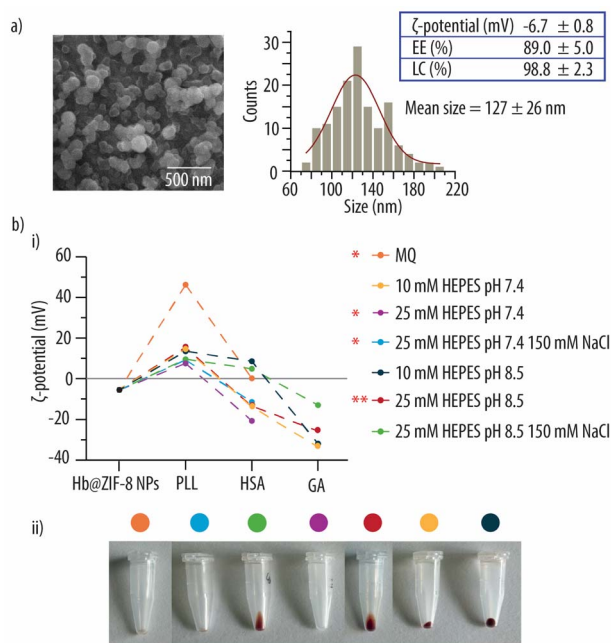 a)
500 nm
Counts
30
20
10
0
60
100
140
180
220
Size (nm)
ζ-potential (mV) -6.7 ± 0.8
EE (%) 89.0 ± 5.0
LC (%) 98.8 ± 2.3
Mean size = 127 ± 26 nm
b)
i)
ζ-potential (mV)
60
40
20
0
-20
-40
Hb@ZIF-8 NPs
PLL
HSA
GA
* MQ
10 mM HEPES pH 7.4
* 25 mM HEPES pH 7.4
* 25 mM HEPES pH 7.4 150 mM NaCl
10 mM HEPES pH 8.5
** 25 mM HEPES pH 8.5
25 mM HEPES pH 8.5 150 mM NaCl
ii)